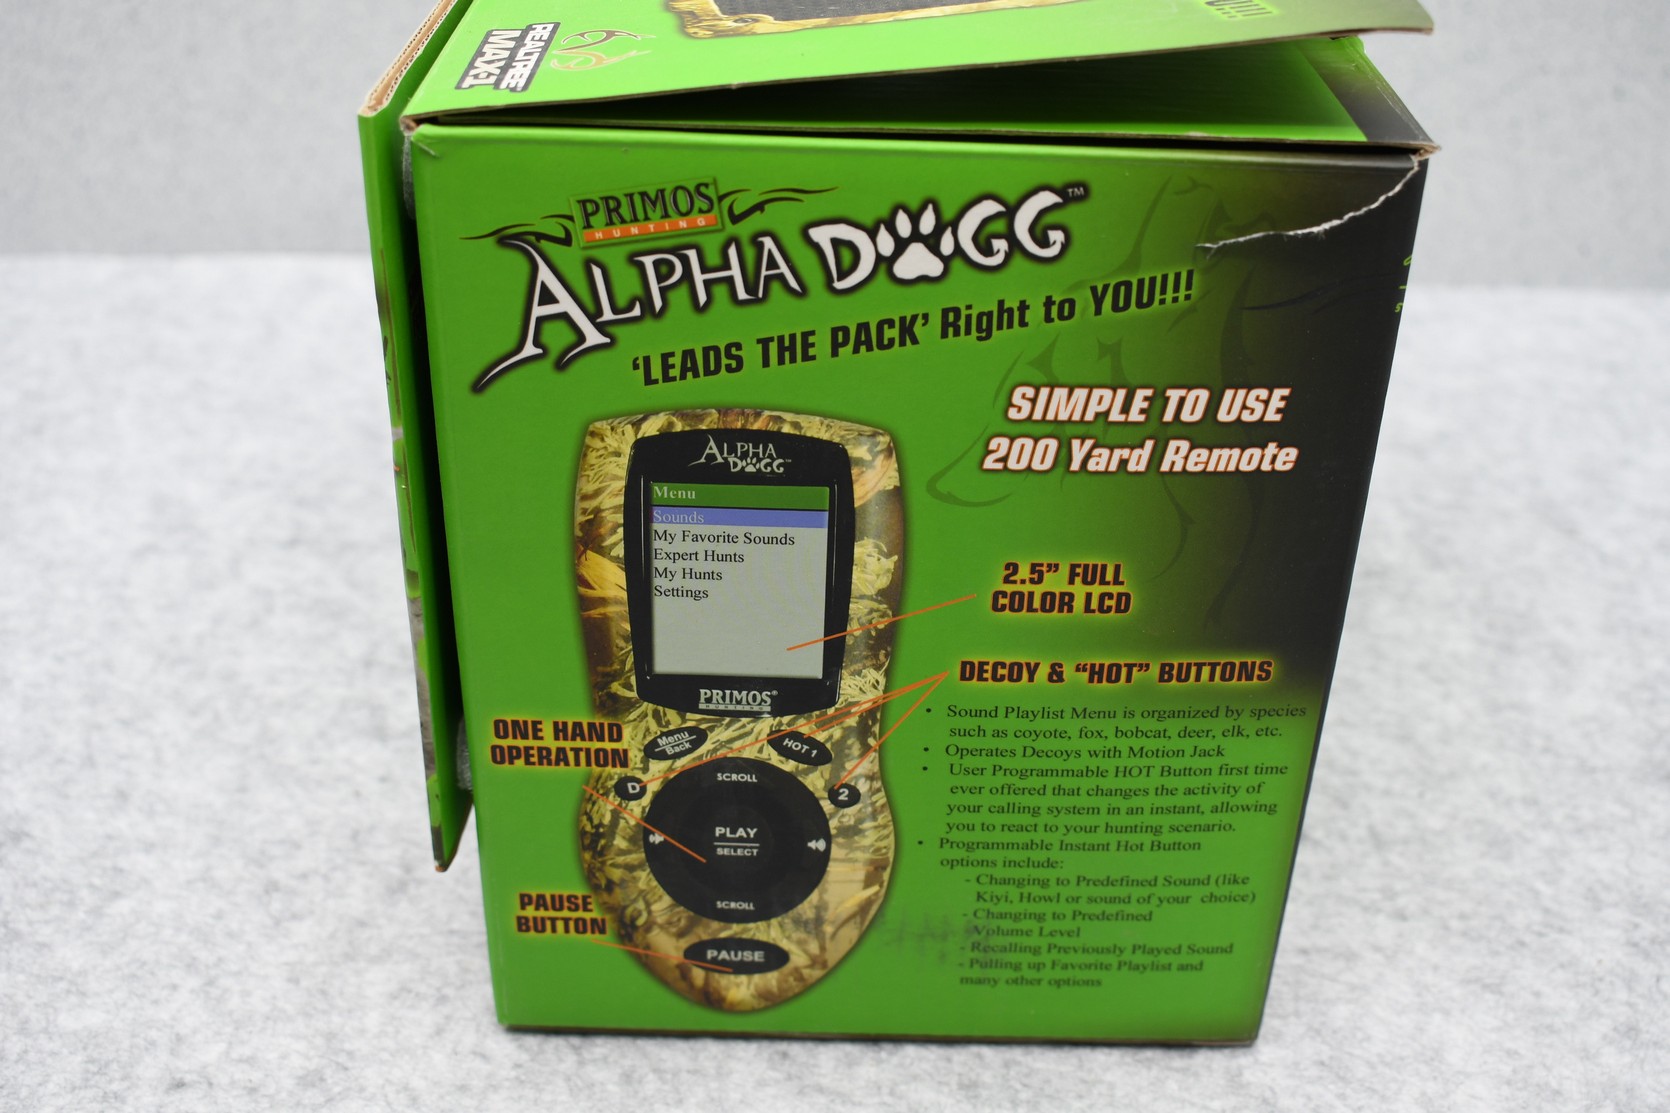 REALTREE
MAX-1
PRIMOS
HUNTING
ALPHA DOGG™
'LEADS THE PACK' Right to YOU!!!
SIMPLE TO USE
200 Yard Remote
ALPHA
DOGG™
Menu
Sounds
My Favorite Sounds
Expert Hunts
My Hunts
Settings
PRIMOS®
HUNTING
2.5” FULL
COLOR LCD
DECOY & “HOT” BUTTONS
ONE HAND
OPERATION
Menu
Back
HOT 1
D
2
SCROLL
PLAY
SELECT
SCROLL
PAUSE
BUTTON
PAUSE
• Sound Playlist Menu is organized by species
such as coyote, fox, bobcat, deer, elk, etc.
• Operates Decoys with Motion Jack
• User Programmable HOT Button first time
ever offered that changes the activity of
your calling system in an instant, allowing
you to react to your hunting scenario.
• Programmable Instant Hot Button
options include:
- Changing to Predefined Sound (like
Kiyi, Howl or sound of your choice)
- Changing to Predefined
Volume Level
- Recalling Previously Played Sound
- Pulling up Favorite Playlist and
many other options